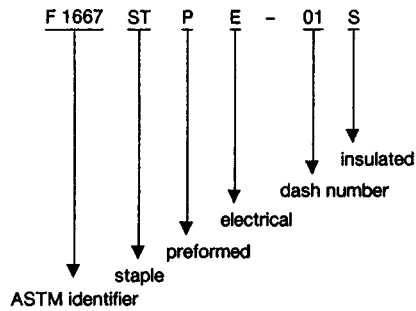 F 1667 ST P E – 01 S
insulated
dash number
electrical
preformed
staple
ASTM identifier